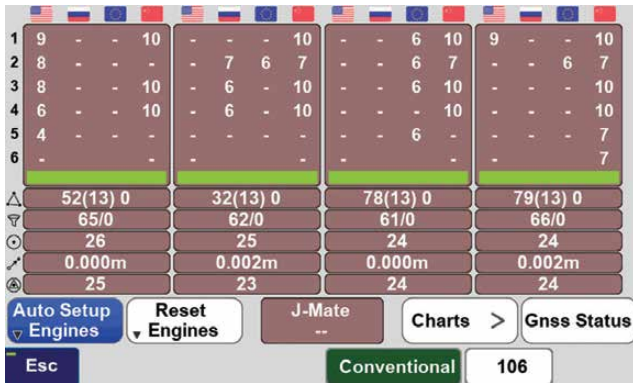 1 9 - - 10 - - - 10 - - 6 10 9 - - 10
2 8 - - - - 7 6 7 - - 6 7 - - 6 7
3 8 - - 10 - 6 - 10 - - 6 10 - - - 10
4 6 - - 10 - 6 - 10 - - - 10 - - - 10
5 4 - - - - - - - - - 6 - - - - 7
6 - - - - - - - 7
52(13) 0 32(13) 0 78(13) 0 79(13) 0
65/0 62/0 61/0 66/0
26 25 24 24
0.000m 0.002m 0.000m 0.002m
25 23 24 24
Auto Setup Engines
Reset Engines
J-Mate
--
Charts >
Gnss Status
Esc
Conventional
106